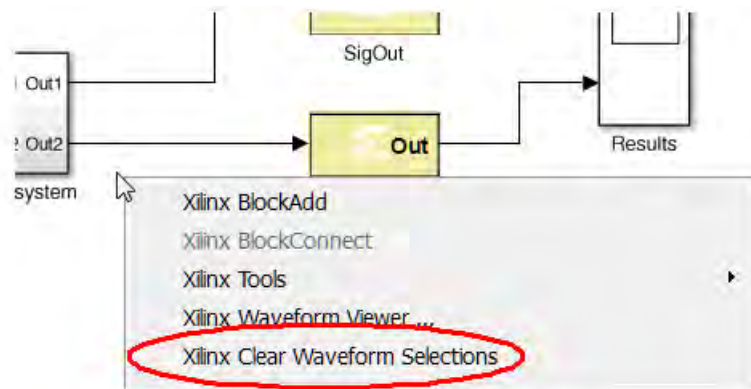 SigOut
Out1
Out2
Out
Results
system
Xilinx BlockAdd
Xilinx BlockConnect
Xilinx Tools
Xilinx Waveform Viewer ...
Xilinx Clear Waveform Selections